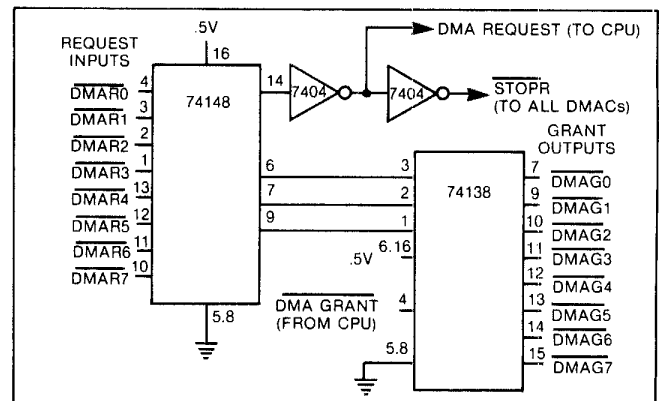 REQUEST INPUTS
.5V
16
DMA REQUEST (TO CPU)
14
7404
7404
STOPR
(TO ALL DMACs)
74148
4
DMAR0
3
DMAR1
2
DMAR2
1
DMAR3
13
DMAR4
12
DMAR5
11
DMAR6
10
DMAR7
6
7
9
5.8
GRANT OUTPUTS
74138
3
2
1
6.16
.5V
DMA GRANT
(FROM CPU)
4
5.8
7
DMAG0
9
DMAG1
10
DMAG2
11
DMAG3
12
DMAG4
13
DMAG5
14
DMAG6
15
DMAG7